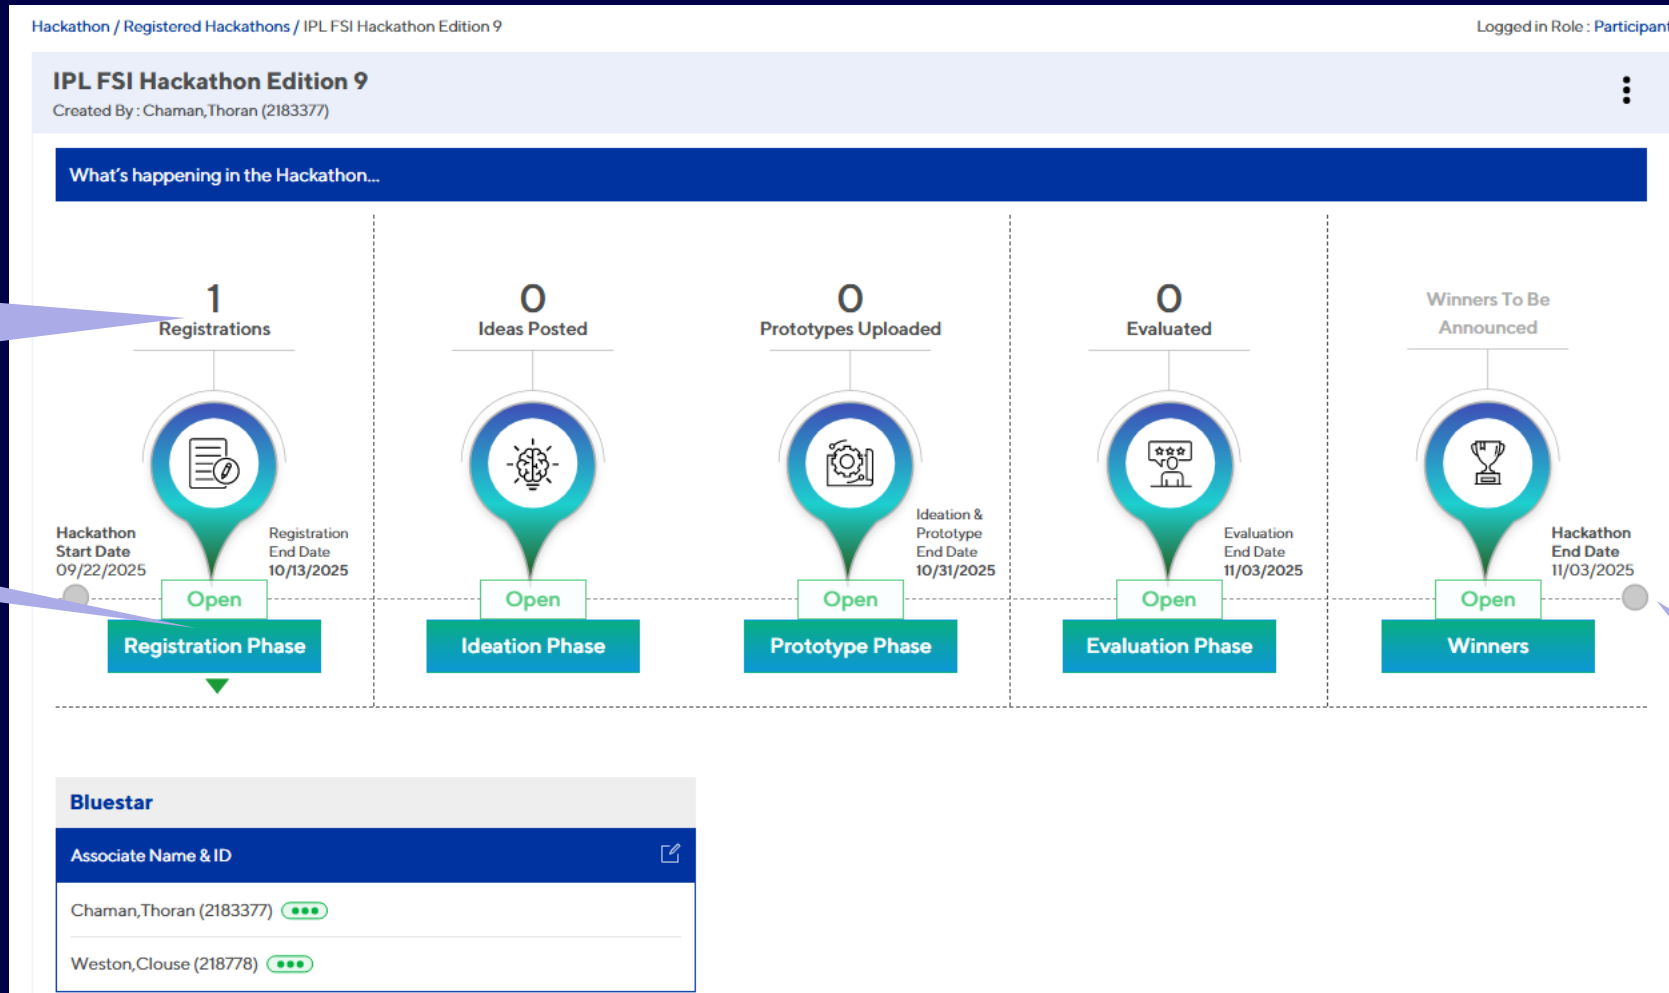 Hackathon / Registered Hackathons / IPL FSI Hackathon Edition 9
Logged in Role : Participant
IPL FSI Hackathon Edition 9
Created By : Chaman,Thoran (2183377)
What's happening in the Hackathon...
1
Registrations
0
Ideas Posted
0
Prototypes Uploaded
0
Evaluated
Winners To Be
Announced
Hackathon
Start Date
09/22/2025
Registration
End Date
10/13/2025
Ideation &
Prototype
End Date
10/31/2025
Evaluation
End Date
11/03/2025
Hackathon
End Date
11/03/2025
Open
Open
Open
Open
Open
Registration Phase
Ideation Phase
Prototype Phase
Evaluation Phase
Winners
Bluestar
Associate Name & ID
Chaman,Thoran (2183377)
Weston,Clouse (218778)